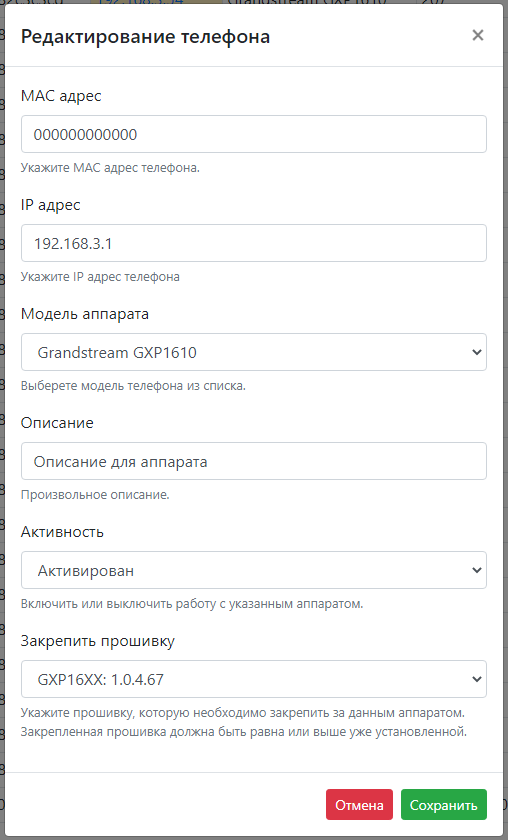 Редактирование телефона ×
MAC адрес
000000000000
Укажите MAC адрес телефона.
IP адрес
192.168.3.1
Укажите IP адрес телефона
Модель аппарата
Grandstream GXP1610
Выберете модель телефона из списка.
Описание
Описание для аппарата
Произвольное описание.
Активность
Активирован
Включить или выключить работу с указанным аппаратом.
Закрепить прошивку
GXP16XX: 1.0.4.67
Укажите прошивку, которую необходимо закрепить за данным аппаратом.
Закрепленная прошивка должна быть равна или выше уже установленной.
Отмена Сохранить